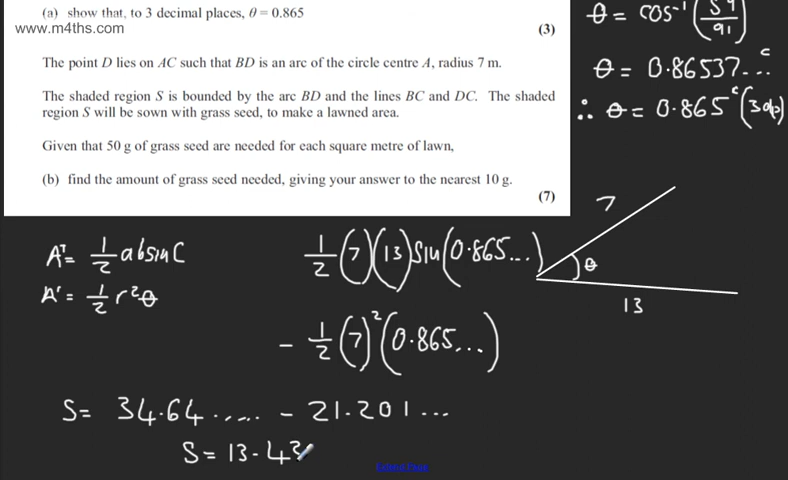 (a) show that, to 3 decimal places, θ = 0.865
www.m4ths.com
(3)
The point D lies on AC such that BD is an arc of the circle centre A, radius 7 m.
The shaded region S is bounded by the arc BD and the lines BC and DC. The shaded
region S will be sown with grass seed, to make a lawned area.
Given that 50 g of grass seed are needed for each square metre of lawn,
(b) find the amount of grass seed needed, giving your answer to the nearest 10 g.
(7)
θ = cos⁻¹(59/91)
θ = 0.86537...ᶜ
∴ θ = 0.865ᶜ (3dp)
7
θ
13
Aᵀ = 1/2 absinC
A' = 1/2 r²θ
1/2 (7)(13) Sin(0.865...)
- 1/2 (7)² (0.865...)
S = 34.64..... - 21.201...
S = 13.43